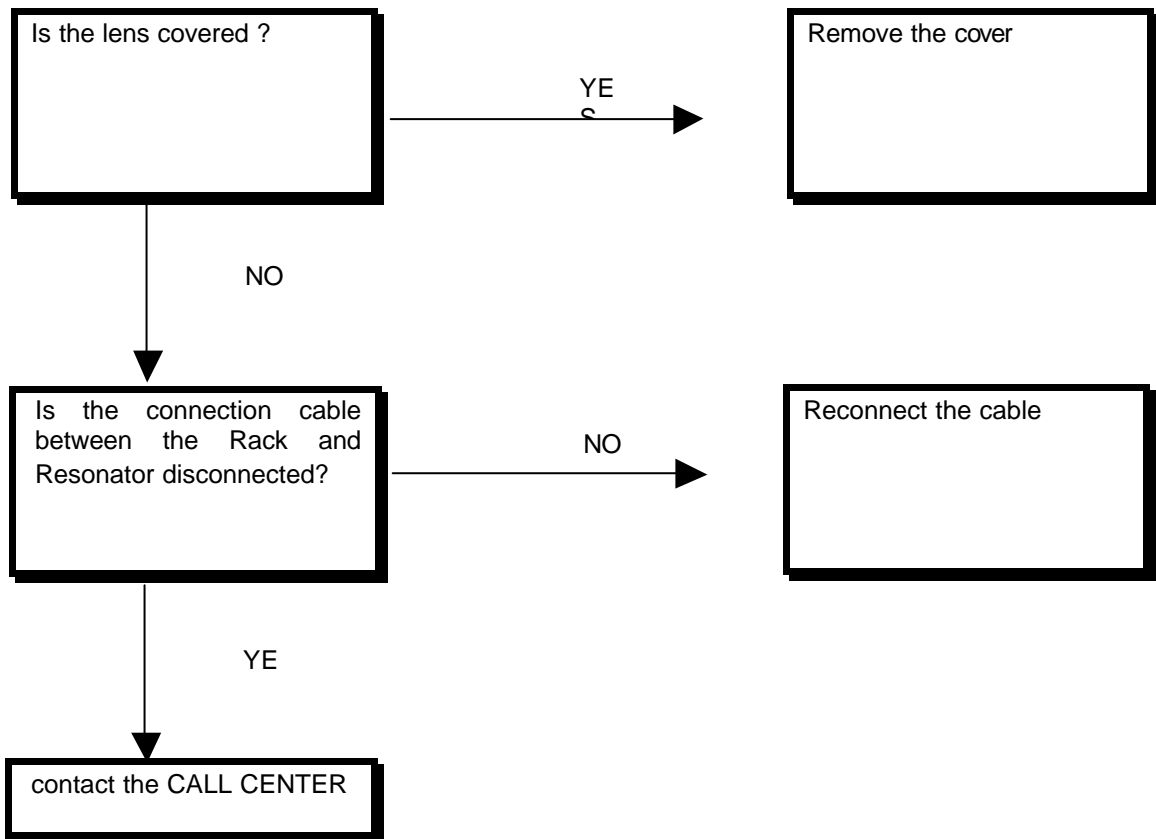 Is the lens covered ?
Remove the cover
YE
S
NO
Is the connection cable
between the Rack and
Resonator disconnected?
NO
Reconnect the cable
YE
contact the CALL CENTER